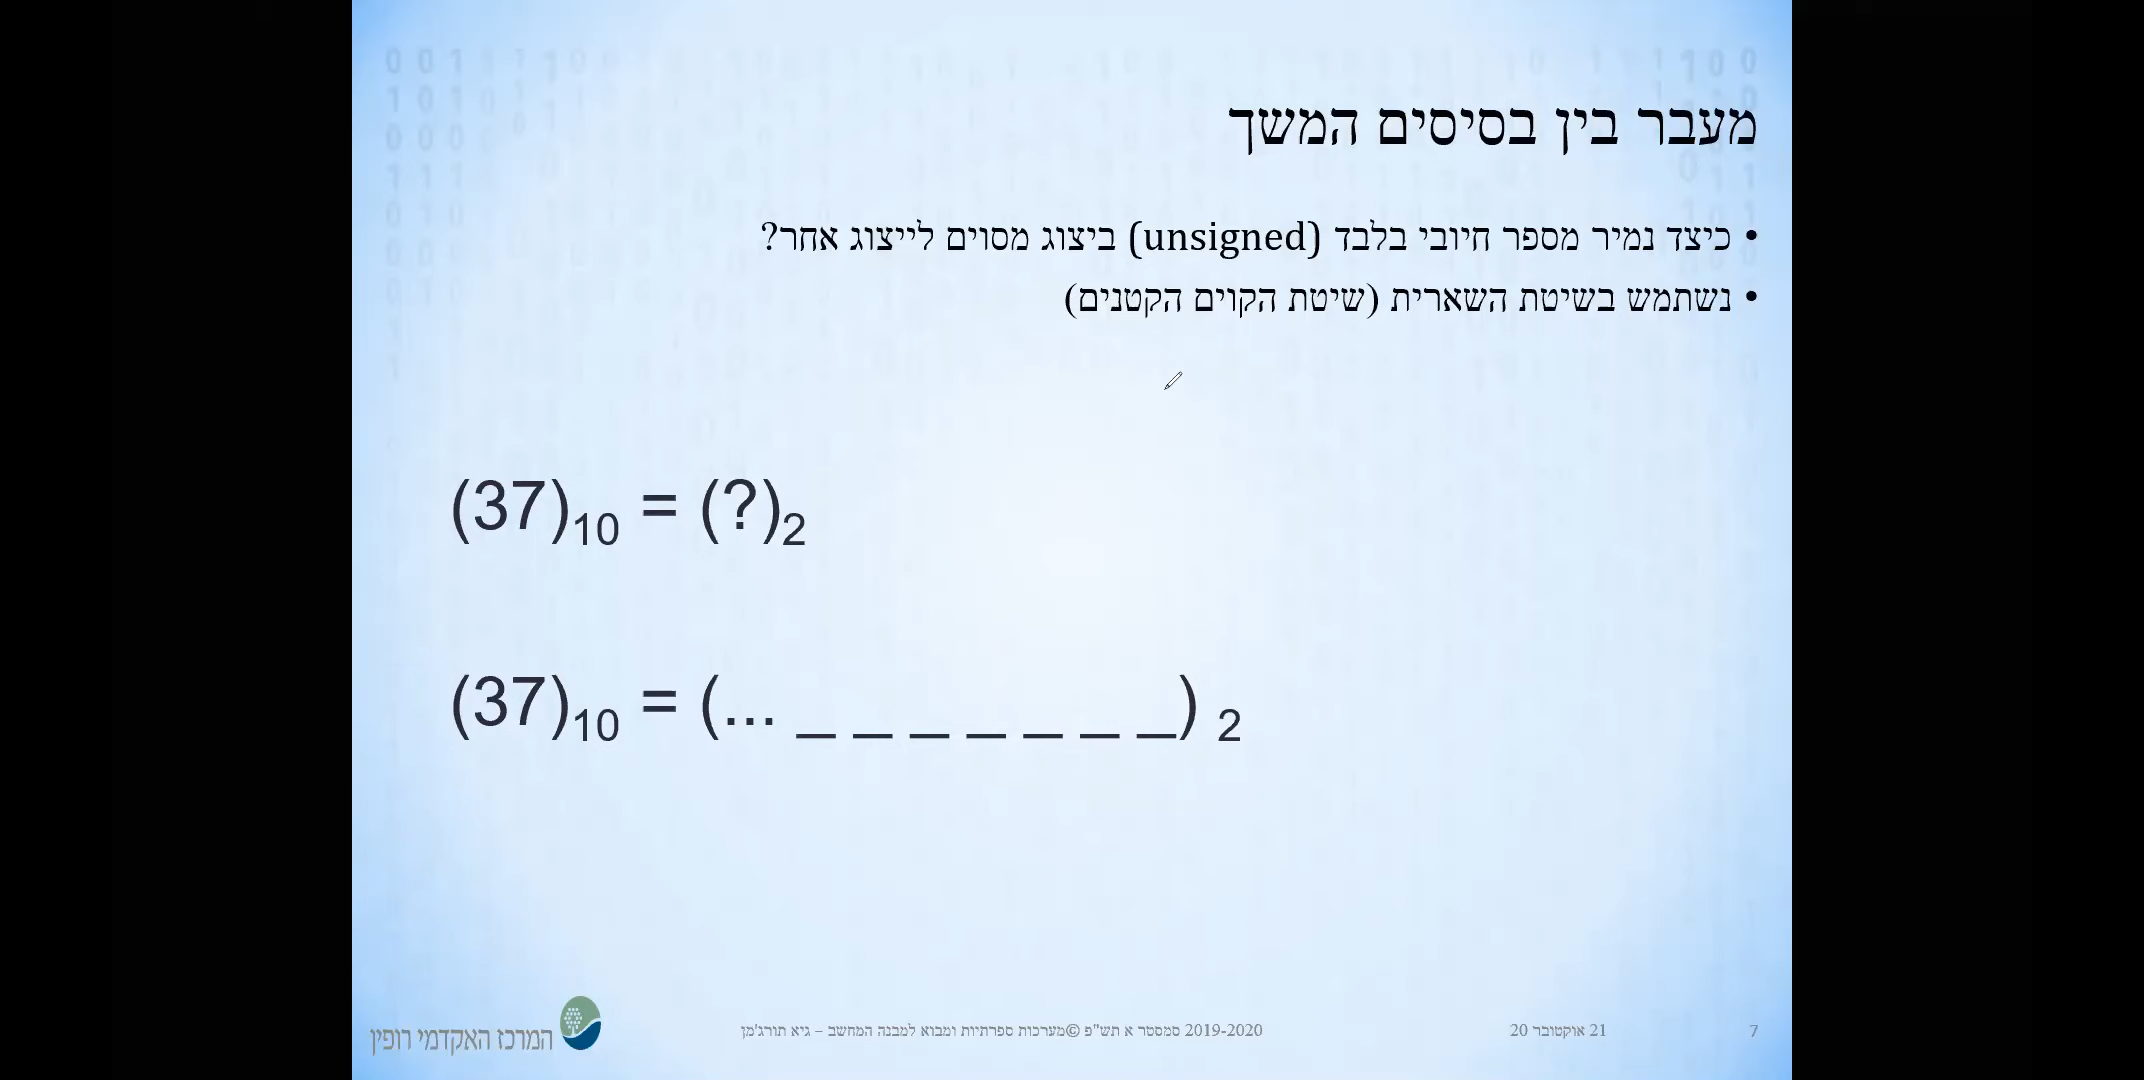 מעבר בין בסיסים המשך
• כיצד נמיר מספר חיובי בלבד (unsigned) ביצוג מסוים לייצוג אחר?
• נשתמש בשיטת השארית (שיטת הקוים הקטנים)
(37)10 = (?)2
(37)10 = (... _ _ _ _ _ _ _) 2
המרכז האקדמי רופין
2019-2020 סמסטר א תש"פ ©מערכות ספרתיות ומבוא למבנה המחשב – גיא תורג'מן
21 אוקטובר 20
7